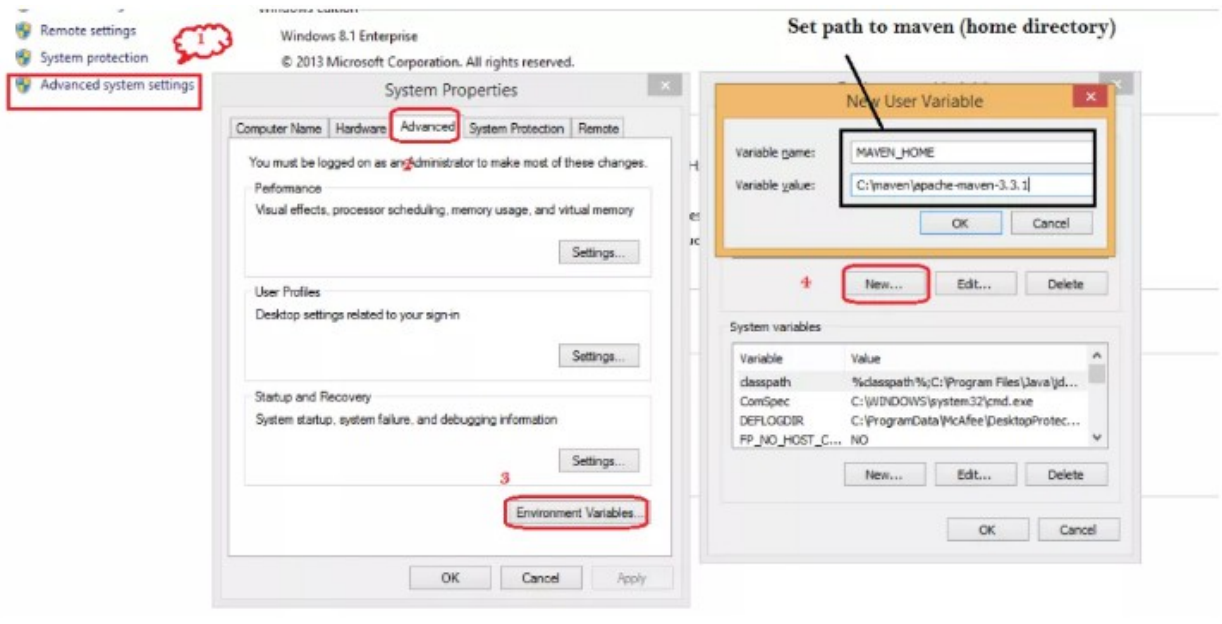 Remote settings
System protection
Advanced system settings
1
Windows 8.1 Enterprise
© 2013 Microsoft Corporation. All rights reserved.
Set path to maven (home directory)
System Properties
Computer Name
Hardware
Advanced
System Protection
Remote
You must be logged on as an Administrator to make most of these changes.
2
Performance
Visual effects, processor scheduling, memory usage, and virtual memory
Settings...
User Profiles
Desktop settings related to your sign-in
Settings...
Startup and Recovery
System startup, system failure, and debugging information
Settings...
3
Environment Variables...
OK Cancel Apply
New User Variable
Variable name: MAVEN_HOME
Variable value: C:\maven\apache-maven-3.3.1
OK Cancel
4
New... Edit... Delete
System variables
Variable Value
classpath %classpath%;C:\Program Files\Java\jd...
ComSpec C:\WINDOWS\system32\cmd.exe
DEFLOGDIR C:\ProgramData\McAfee\DesktopProtec...
FP_NO_HOST_C... NO
New... Edit... Delete
OK Cancel